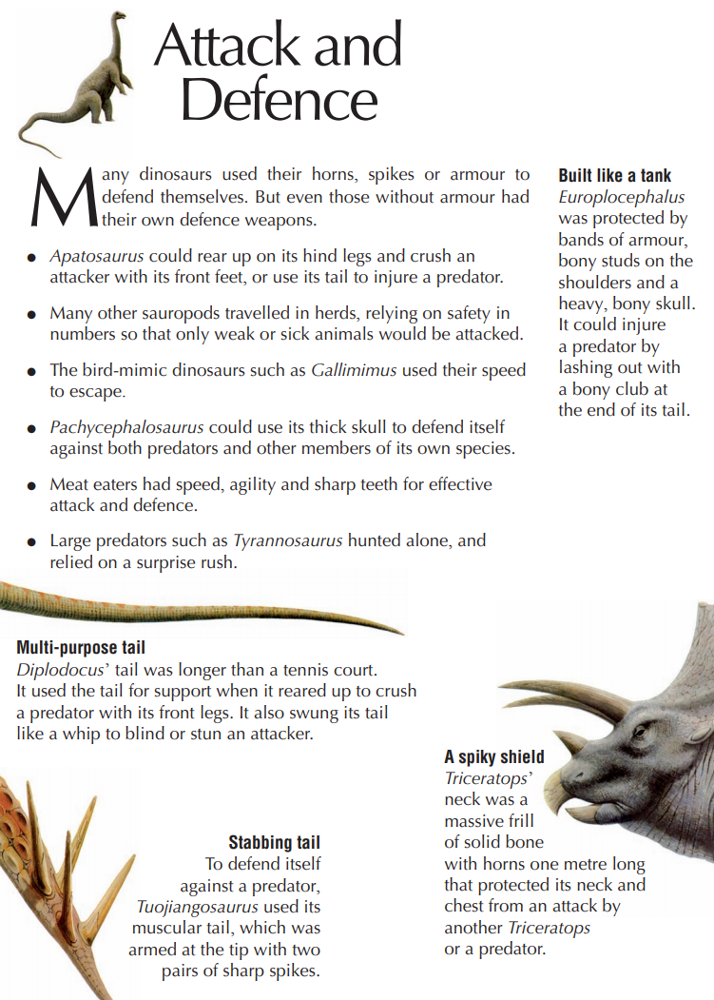 Attack and
Defence
Many dinosaurs used their horns, spikes or armour to
defend themselves. But even those without armour had
their own defence weapons.
● Apatosaurus could rear up on its hind legs and crush an
attacker with its front feet, or use its tail to injure a predator.
● Many other sauropods travelled in herds, relying on safety in
numbers so that only weak or sick animals would be attacked.
● The bird-mimic dinosaurs such as Gallimimus used their speed
to escape.
● Pachycephalosaurus could use its thick skull to defend itself
against both predators and other members of its own species.
● Meat eaters had speed, agility and sharp teeth for effective
attack and defence.
● Large predators such as Tyrannosaurus hunted alone, and
relied on a surprise rush.
Built like a tank
Europlocephalus
was protected by
bands of armour,
bony studs on the
shoulders and a
heavy, bony skull.
It could injure
a predator by
lashing out with
a bony club at
the end of its tail.
Multi-purpose tail
Diplodocus’ tail was longer than a tennis court.
It used the tail for support when it reared up to crush
a predator with its front legs. It also swung its tail
like a whip to blind or stun an attacker.
A spiky shield
Triceratops’
neck was a
massive frill
of solid bone
with horns one metre long
that protected its neck and
chest from an attack by
another Triceratops
or a predator.
Stabbing tail
To defend itself
against a predator,
Tuojiangosaurus used its
muscular tail, which was
armed at the tip with two
pairs of sharp spikes.